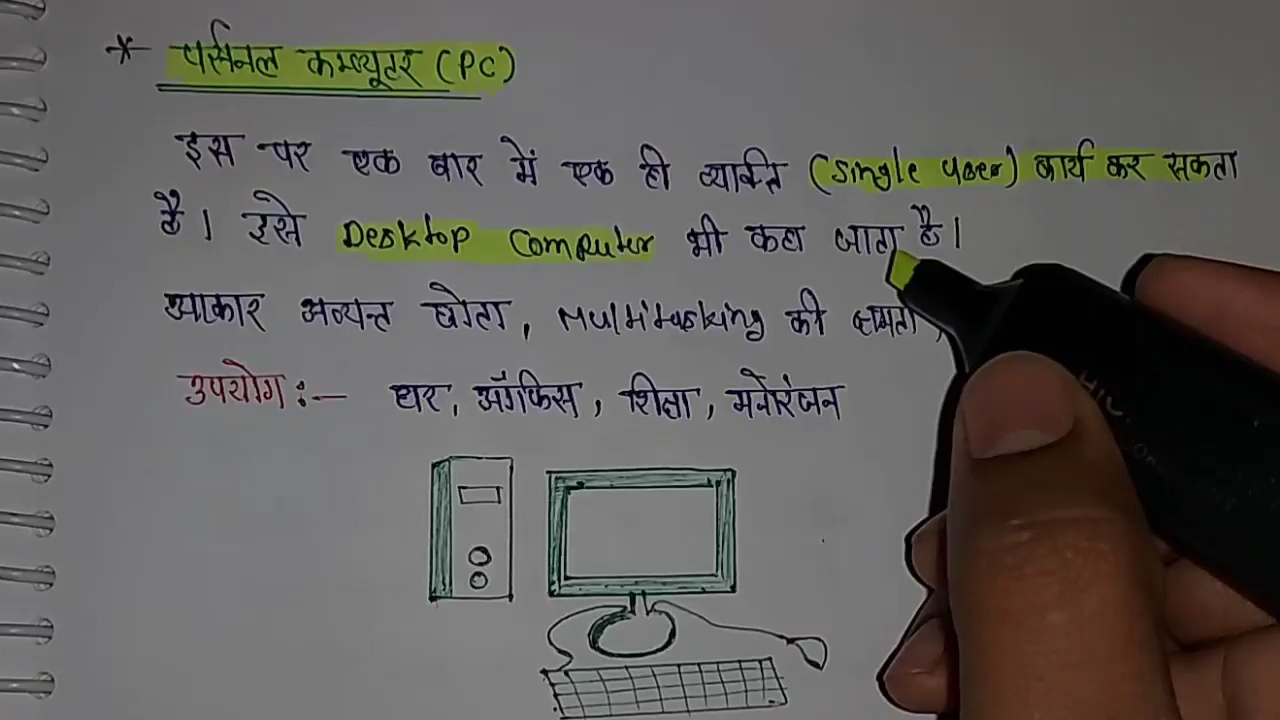 * पर्सनल कम्प्यूटर (PC)
इस पर एक बार में एक ही व्यक्ति (single user) कार्य कर सकता
है। इसे Desktop Computer भी कहा जाता है।
आकार अत्यन्त छोटा, Multitasking की क्षमता,
उपयोग :- घर, ऑफिस, शिक्षा, मनोरंजन